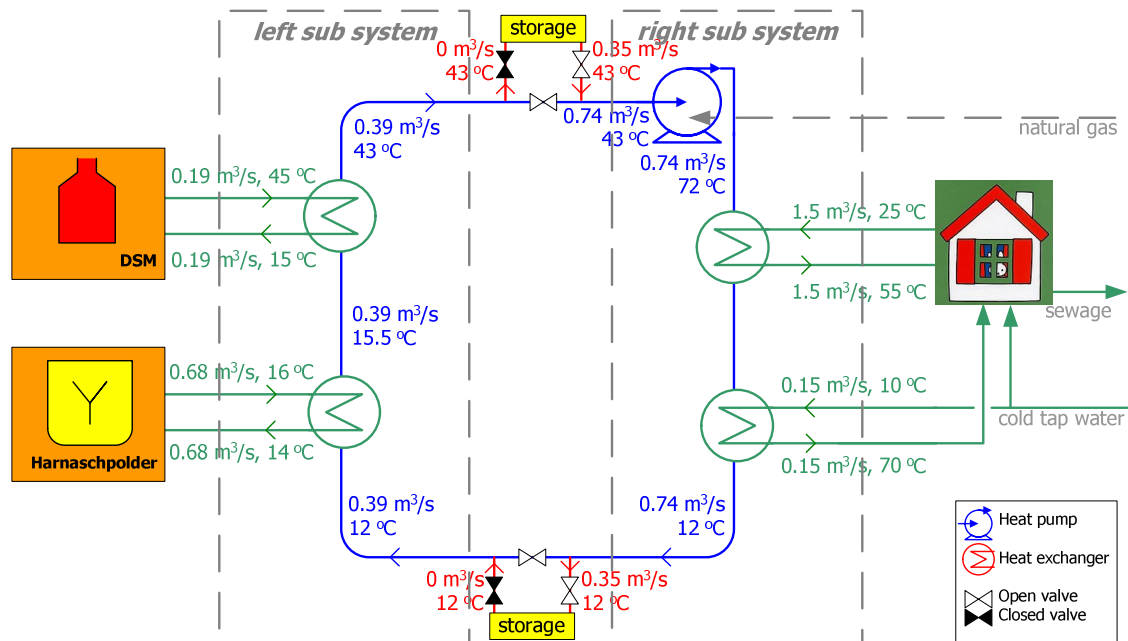 left sub system
storage
right sub system
0 m³/s
43 ºC
0.35 m³/s
43 ºC
0.39 m³/s
43 ºC
0.74 m³/s
43 ºC
natural gas
0.74 m³/s
72 ºC
0.19 m³/s, 45 ºC
DSM
0.19 m³/s, 15 ºC
1.5 m³/s, 25 ºC
1.5 m³/s, 55 ºC
sewage
0.39 m³/s
15.5 ºC
0.68 m³/s, 16 ºC
Harnaschpolder
0.68 m³/s, 14 ºC
0.15 m³/s, 10 ºC
cold tap water
0.15 m³/s, 70 ºC
0.39 m³/s
12 ºC
0.74 m³/s
12 ºC
0 m³/s
12 ºC
0.35 m³/s
12 ºC
storage
Heat pump
Heat exchanger
Open valve
Closed valve